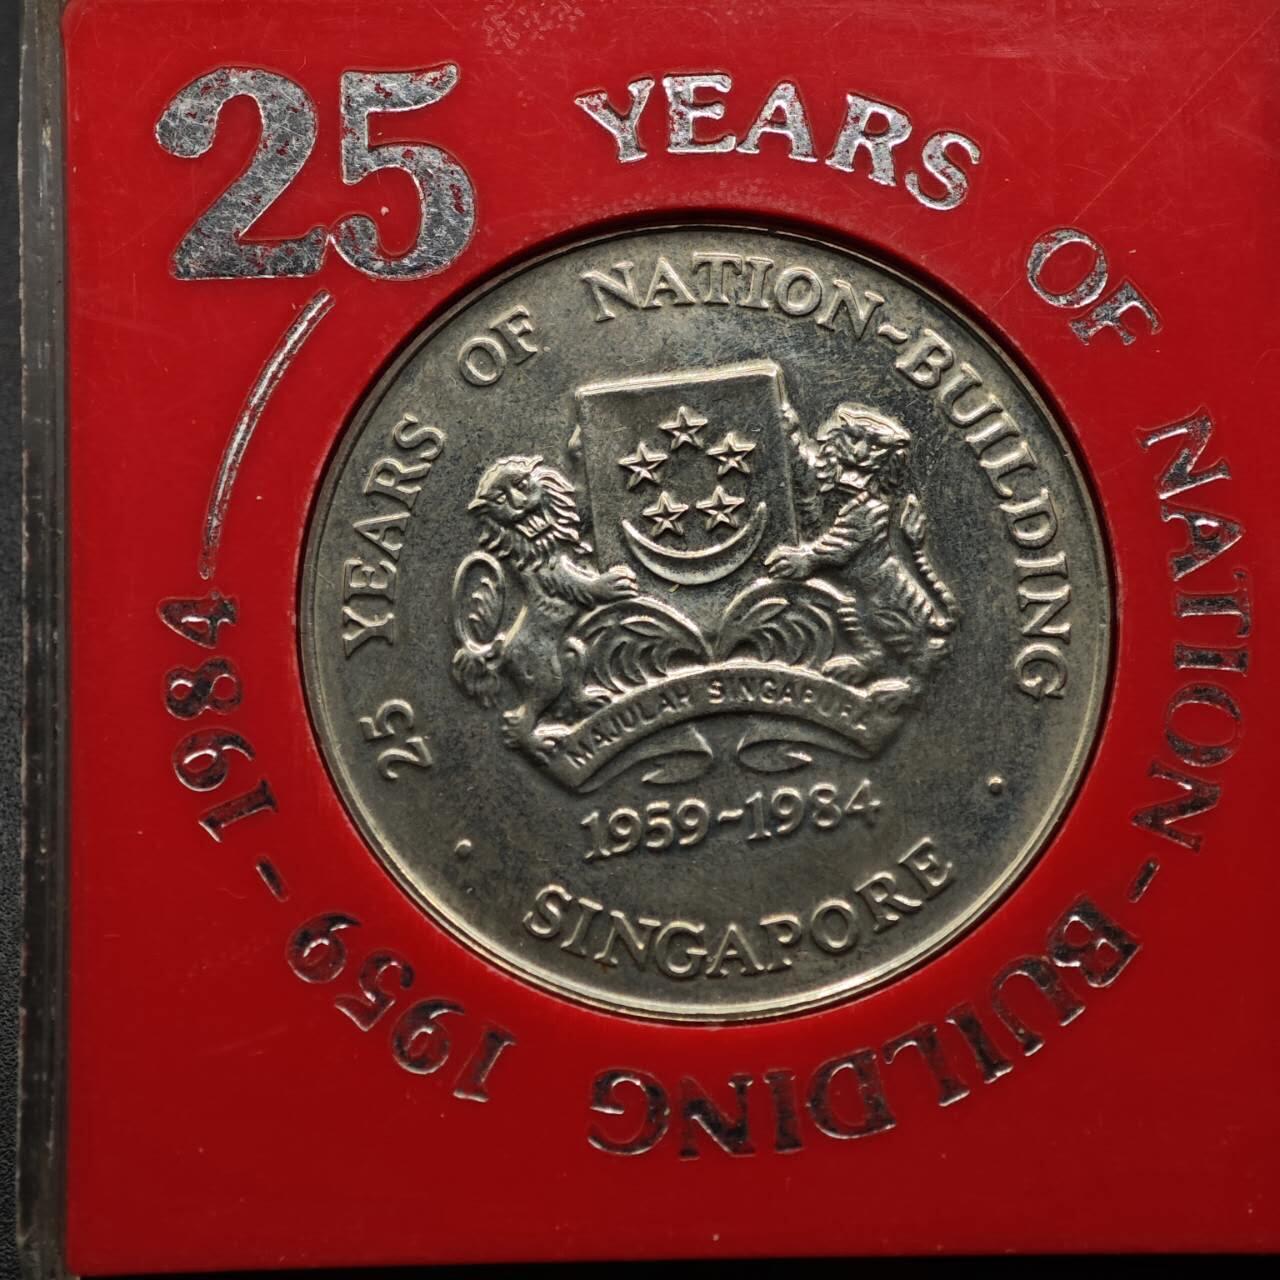 25 YEARS OF NATION-BUILDING 1959-1984
25 YEARS OF NATION~BUILDING
MAJULAH SINGAPURA
1959~1984
· SINGAPORE ·